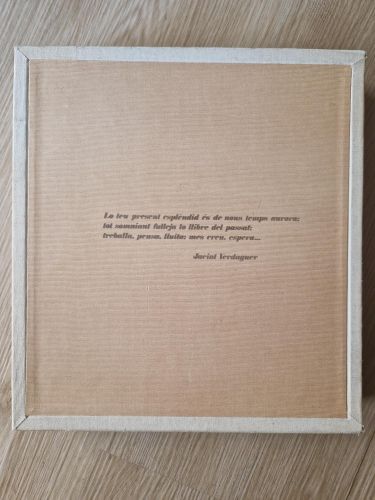 Lo teu present esplèndid és de nous temps aurora;
tot somniant fulleja lo llibre del passat;
treballa, pensa, lluita; mes creu, espera...
Jacint Verdaguer